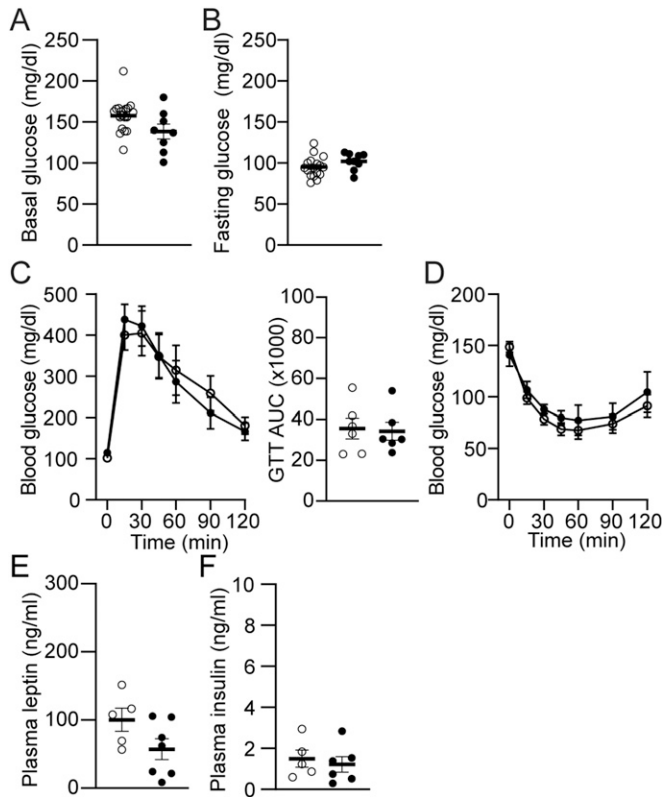 A
Basal glucose (mg/dl)
250
200
150
100
50
0
B
Fasting glucose (mg/dl)
250
200
150
100
50
0
C
Blood glucose (mg/dl)
500
400
300
200
100
0
0 30 60 90 120
Time (min)
GTT AUC (x1000)
100
80
60
40
20
0
D
Blood glucose (mg/dl)
200
150
100
50
0
0 30 60 90 120
Time (min)
E
Plasma leptin (ng/ml)
300
200
100
0
F
Plasma insulin (ng/ml)
10
8
6
4
2
0